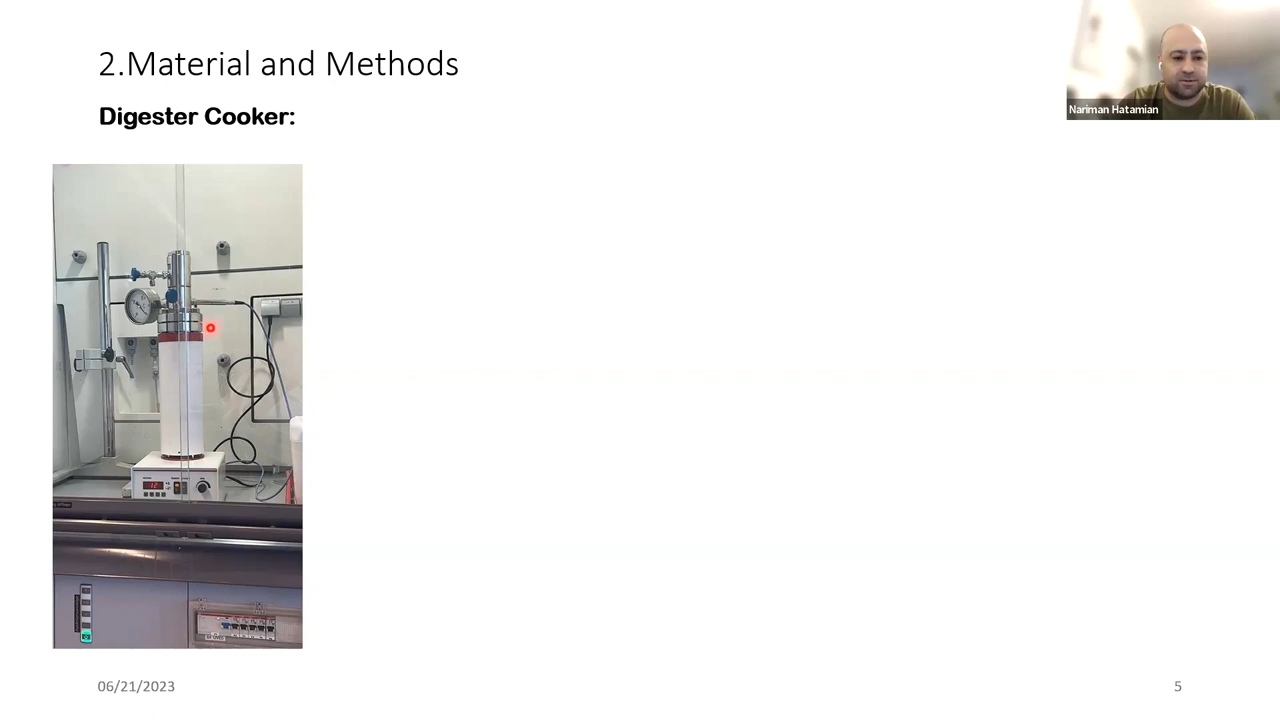 2.Material and Methods
Nariman Hatamian
Digester Cooker:
06/21/2023
5